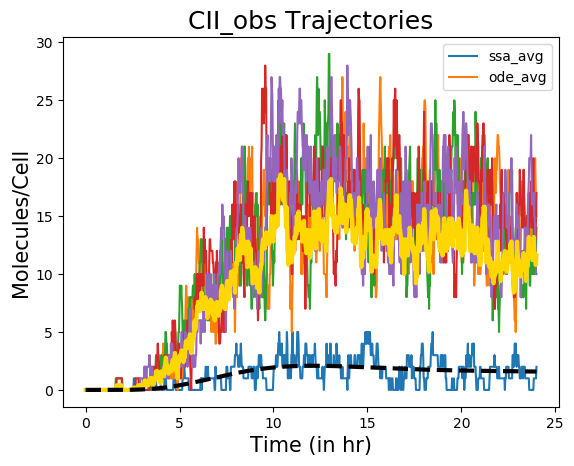 CII_obs Trajectories
ssa_avg
ode_avg
Molecules/Cell
30
25
20
15
10
5
0
0 5 10 15 20 25
Time (in hr)